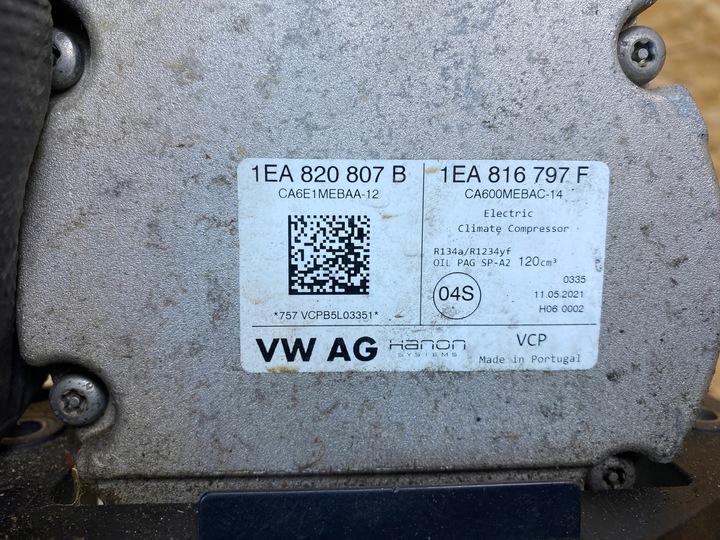 1EA 820 807 B
CA6E1MEBAA-12
*757 VCPB5L03351*
1EA 816 797 F
CA600MEBAC-14
Electric
Climate Compressor
R134a/R1234yf
OIL PAG SP-A2 120cm³
04S
0335
11.05.2021
H06 0002
VW AG
Hanon
SYSTEMS
VCP
Made in Portugal